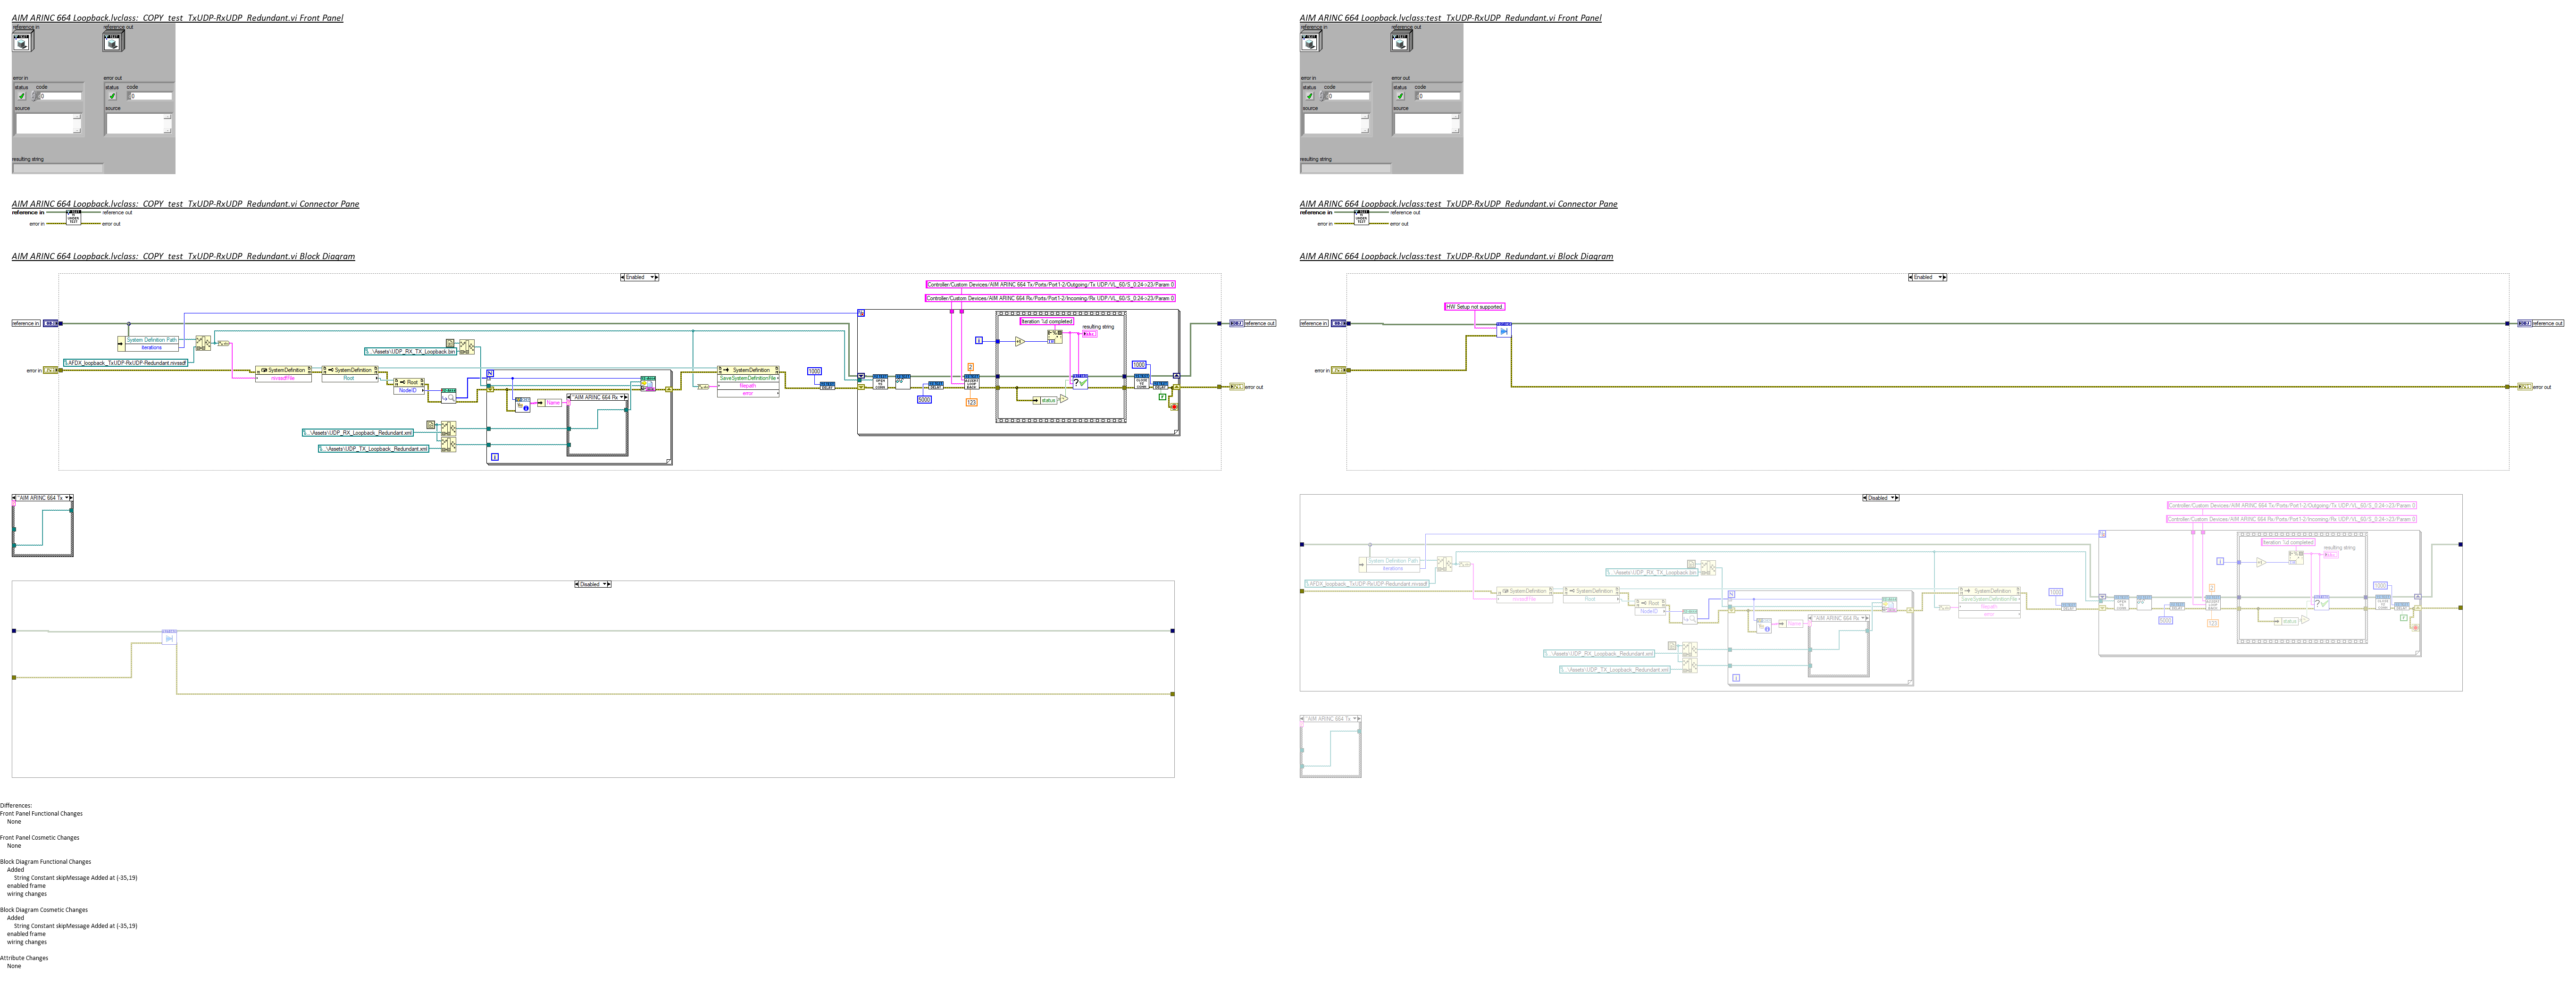 AIM ARINC 664 Loopback.lvclass:_COPY_test_TxUDP-RxUDP_Redundant.vi Front Panel
reference in
reference out
error in
error out
status
code
status
code
0
0
source
source
resulting string
AIM ARINC 664 Loopback.lvclass:_COPY_test_TxUDP-RxUDP_Redundant.vi Connector Pane
reference in
reference out
error in
error out
AIM ARINC 664 Loopback.lvclass:_COPY_test_TxUDP-RxUDP_Redundant.vi Block Diagram
Enabled
Controller/Custom Devices/AIM ARINC 664 Tx/Ports/Port1-2/Outgoing/Tx UDP/VL_60/S_0:24->23/Param 0
Controller/Custom Devices/AIM ARINC 664 Rx/Ports/Port1-2/Incoming/Rx UDP/VL_60/S_0:24->23/Param 0
reference in
Iteration %d completed
resulting string
reference out
System Definition Path
Iterations
..\Assets\UDP_RX_TX_Loopback.bin
AFDX_loopback_TxUDP-RxUDP-Redundant.nivssdf
error in
SystemDefinition
nivssdfFile
SystemDefinition
Root
Root
NodeID
Name
"AIM ARINC 664 Rx
SystemDefinition
SaveSystemDefinitionFile
filepath
error
1000
5000
2
123
status
1000
error out
..\Assets\UDP_RX_Loopback_Redundant.xml
..\Assets\UDP_TX_Loopback_Redundant.xml
"AIM ARINC 664 Tx
Disabled
Differences:
Front Panel Functional Changes
None
Front Panel Cosmetic Changes
None
Block Diagram Functional Changes
Added
String Constant skipMessage Added at (-35,19)
enabled frame
wiring changes
Block Diagram Cosmetic Changes
Added
String Constant skipMessage Added at (-35,19)
enabled frame
wiring changes
Attribute Changes
None
AIM ARINC 664 Loopback.lvclass:test_TxUDP-RxUDP_Redundant.vi Front Panel
reference in
reference out
error in
error out
status
code
status
code
0
0
source
source
resulting string
AIM ARINC 664 Loopback.lvclass:test_TxUDP-RxUDP_Redundant.vi Connector Pane
reference in
reference out
error in
error out
AIM ARINC 664 Loopback.lvclass:test_TxUDP-RxUDP_Redundant.vi Block Diagram
Enabled
HW Setup not supported.
reference in
reference out
error in
error out
Disabled
Controller/Custom Devices/AIM ARINC 664 Tx/Ports/Port1-2/Outgoing/Tx UDP/VL_60/S_0:24->23/Param 0
Controller/Custom Devices/AIM ARINC 664 Rx/Ports/Port1-2/Incoming/Rx UDP/VL_60/S_0:24->23/Param 0
Iteration %d completed
resulting string
System Definition Path
Iterations
..\Assets\UDP_RX_TX_Loopback.bin
AFDX_loopback_TxUDP-RxUDP-Redundant.nivssdf
SystemDefinition
nivssdfFile
SystemDefinition
Root
Root
NodeID
Name
"AIM ARINC 664 Rx
SystemDefinition
SaveSystemDefinitionFile
filepath
error
1000
5000
2
123
status
1000
..\Assets\UDP_RX_Loopback_Redundant.xml
..\Assets\UDP_TX_Loopback_Redundant.xml
"AIM ARINC 664 Tx